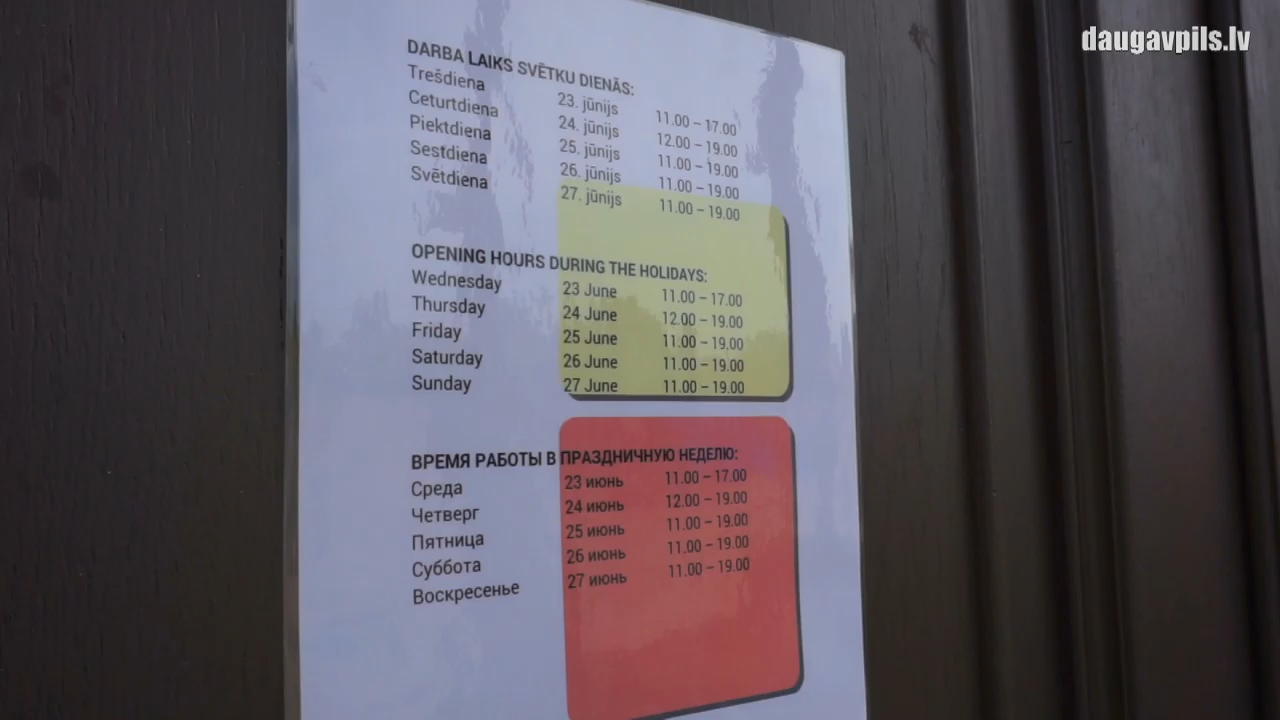 daugavpils.lv
DARBA LAIKS SVĒTKU DIENĀS:
Trešdiena 23. jūnijs 11.00 – 17.00
Ceturtdiena 24. jūnijs 12.00 – 19.00
Piektdiena 25. jūnijs 11.00 – 19.00
Sestdiena 26. jūnijs 11.00 – 19.00
Svētdiena 27. jūnijs 11.00 – 19.00
OPENING HOURS DURING THE HOLIDAYS:
Wednesday 23 June 11.00 – 17.00
Thursday 24 June 12.00 – 19.00
Friday 25 June 11.00 – 19.00
Saturday 26 June 11.00 – 19.00
Sunday 27 June 11.00 – 19.00
ВРЕМЯ РАБОТЫ В ПРАЗДНИЧНУЮ НЕДЕЛЮ:
Среда 23 июнь 11.00 – 17.00
Четверг 24 июнь 12.00 – 19.00
Пятница 25 июнь 11.00 – 19.00
Суббота 26 июнь 11.00 – 19.00
Воскресенье 27 июнь 11.00 – 19.00